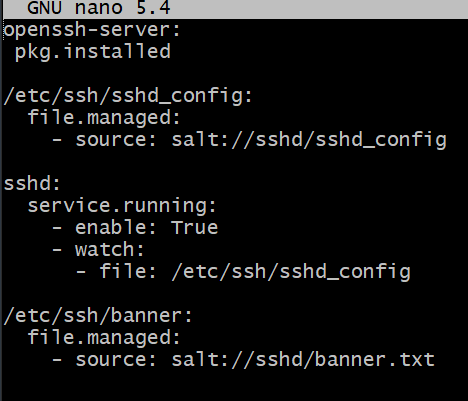 GNU nano 5.4
openssh-server:
 pkg.installed

/etc/ssh/sshd_config:
  file.managed:
    - source: salt://sshd/sshd_config

sshd:
  service.running:
    - enable: True
    - watch:
      - file: /etc/ssh/sshd_config

/etc/ssh/banner:
  file.managed:
    - source: salt://sshd/banner.txt